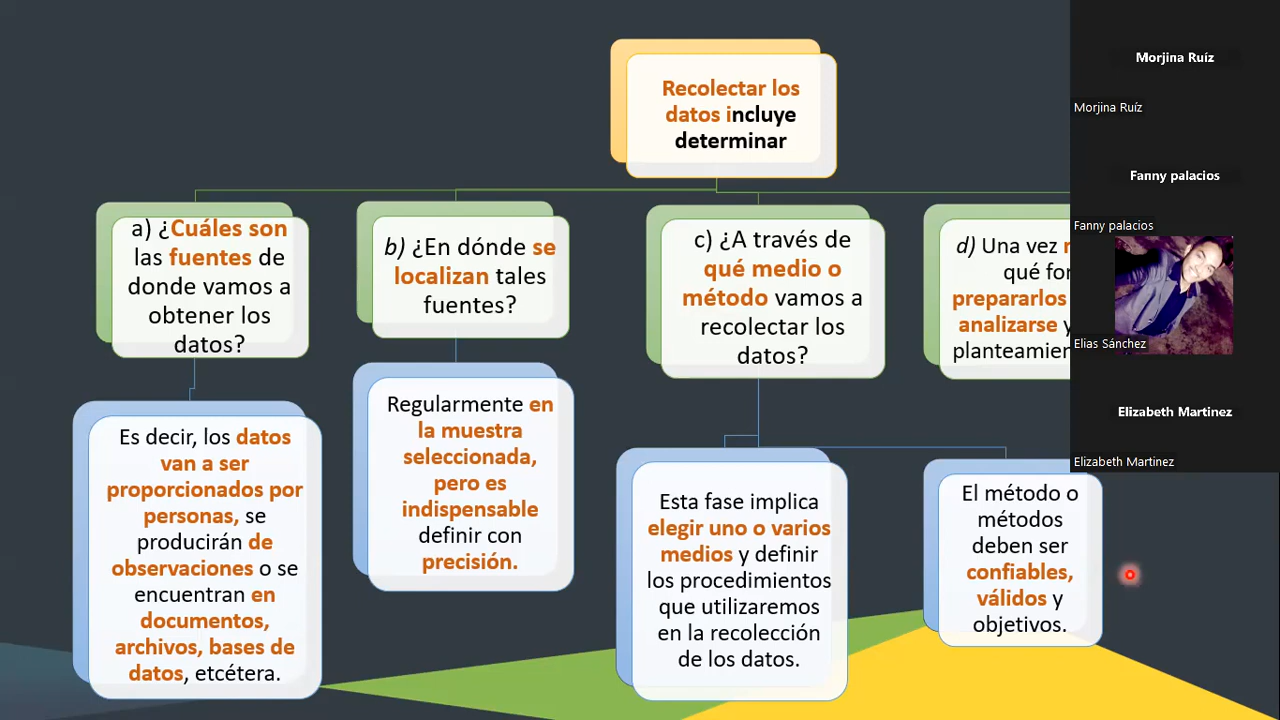 Recolectar los
datos incluye
determinar
a) ¿Cuáles son
las fuentes de
donde vamos a
obtener los
datos?
b) ¿En dónde se
localizan tales
fuentes?
c) ¿A través de
qué medio o
método vamos a
recolectar los
datos?
d) Una vez
qué
prepararlos
analizarse y
Es decir, los datos
van a ser
proporcionados por
personas, se
producirán de
observaciones o se
encuentran en
documentos,
archivos, bases de
datos, etcétera.
Regularmente en
la muestra
seleccionada,
pero es
indispensable
definir con
precisión.
Esta fase implica
elegir uno o varios
medios y definir
los procedimientos
que utilizaremos
en la recolección
de los datos.
El método o
métodos
deben ser
confiables,
válidos y
objetivos.
Morjina Ruíz
Morjina Ruíz
Fanny palacios
Fanny palacios
Elias Sánchez
Elizabeth Martinez
Elizabeth Martinez